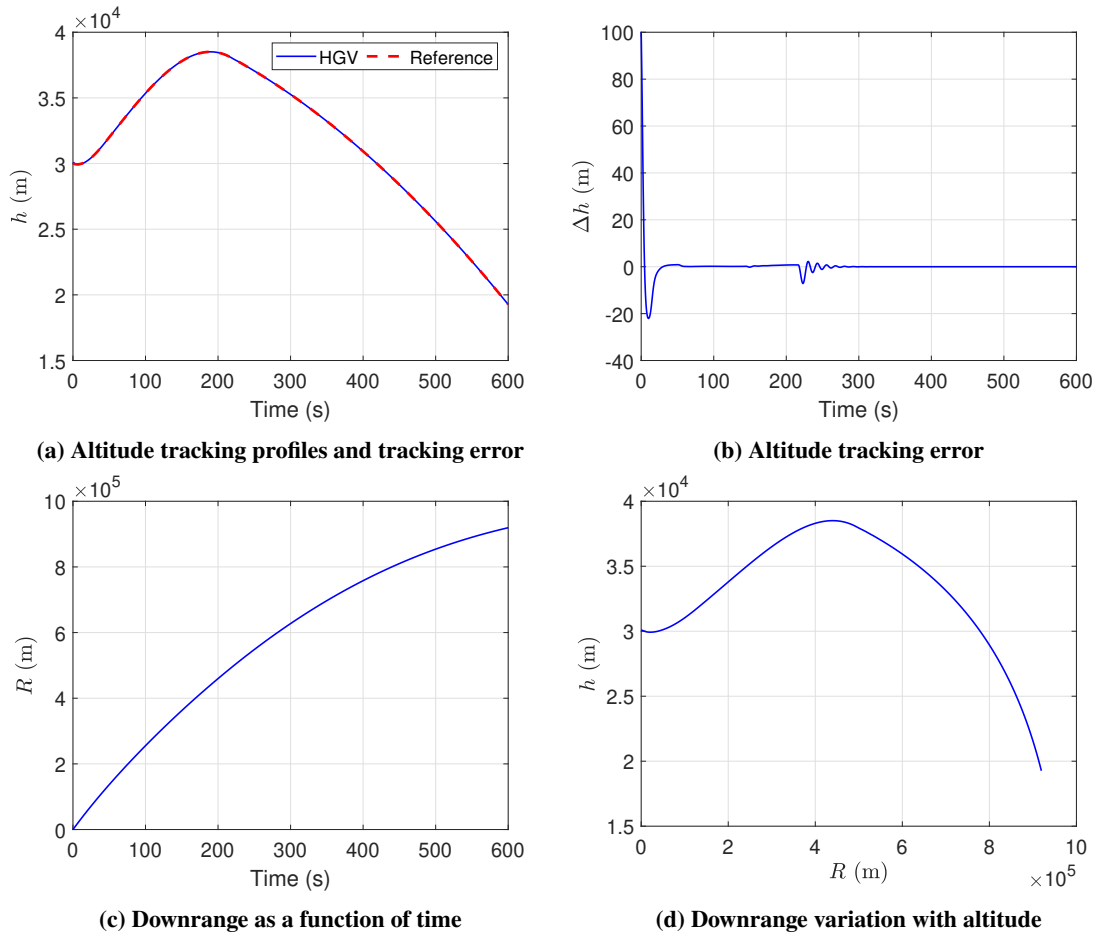 ×10⁴
4
3.5
3
2.5
2
1.5
h (m)
HGV Reference
0 100 200 300 400 500 600
Time (s)
(a) Altitude tracking profiles and tracking error
100
80
60
40
20
0
-20
-40
Δh (m)
0 100 200 300 400 500 600
Time (s)
(b) Altitude tracking error
×10⁵
10
8
6
4
2
0
R (m)
0 100 200 300 400 500 600
Time (s)
(c) Downrange as a function of time
×10⁴
4
3.5
3
2.5
2
1.5
h (m)
0 2 4 6 8 10
R (m)
×10⁵
(d) Downrange variation with altitude